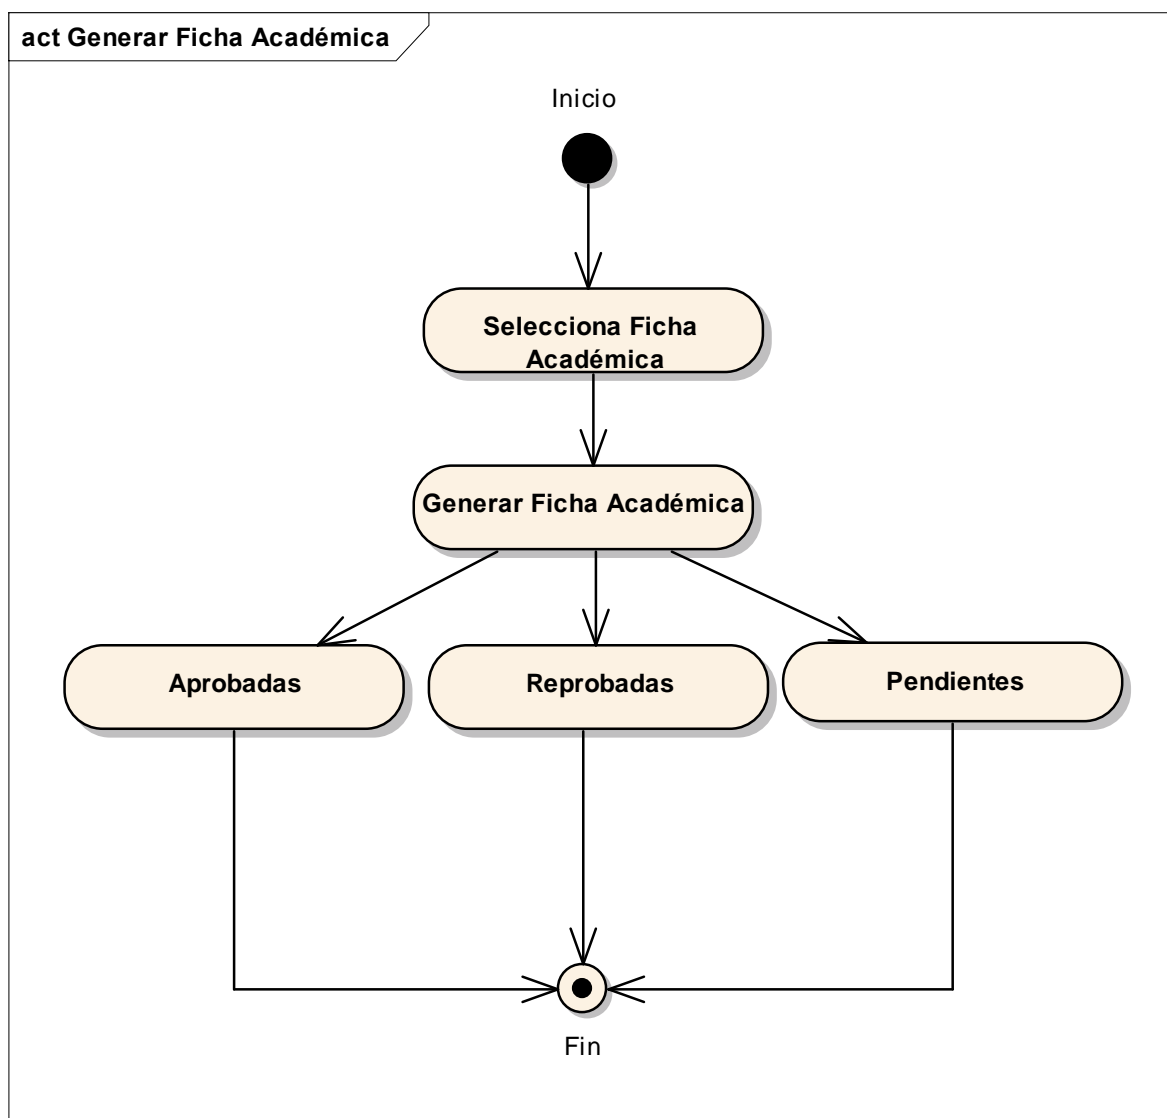 act Generar Ficha Académica
Inicio
Selecciona Ficha
Académica
Generar Ficha Académica
Aprobadas
Reprobadas
Pendientes
Fin